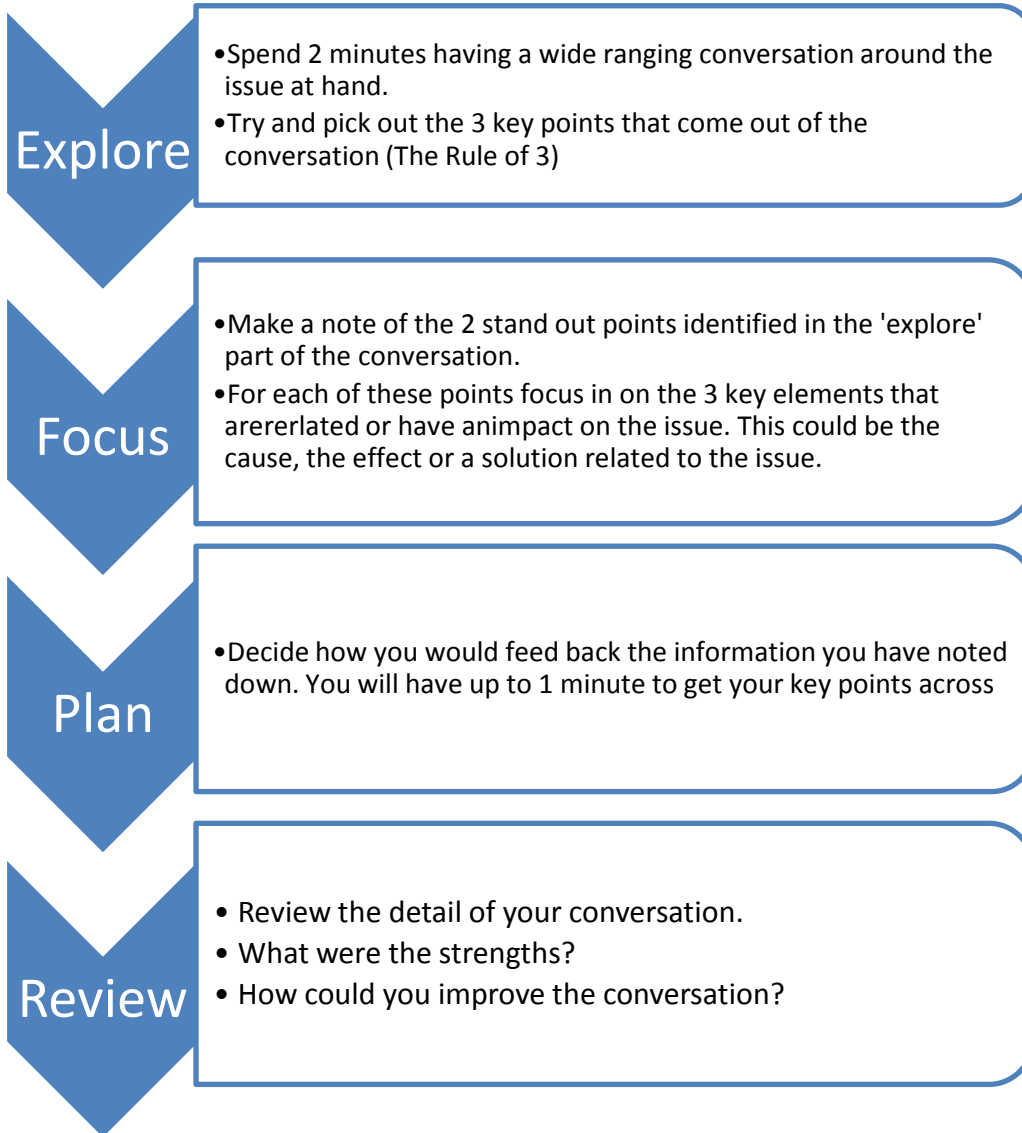 Explore
•Spend 2 minutes having a wide ranging conversation around the
issue at hand.
•Try and pick out the 3 key points that come out of the
conversation (The Rule of 3)
Focus
•Make a note of the 2 stand out points identified in the 'explore'
part of the conversation.
•For each of these points focus in on the 3 key elements that
arererlated or have animpact on the issue. This could be the
cause, the effect or a solution related to the issue.
Plan
•Decide how you would feed back the information you have noted
down. You will have up to 1 minute to get your key points across
Review
• Review the detail of your conversation.
• What were the strengths?
• How could you improve the conversation?